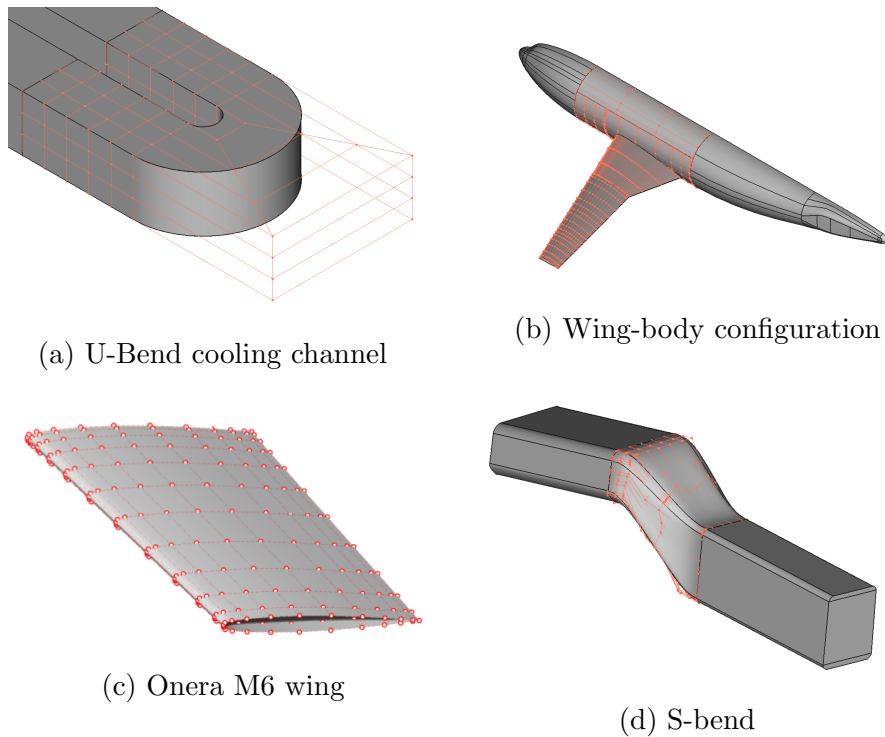 (a) U-Bend cooling channel
(b) Wing-body configuration
(c) Onera M6 wing
(d) S-bend